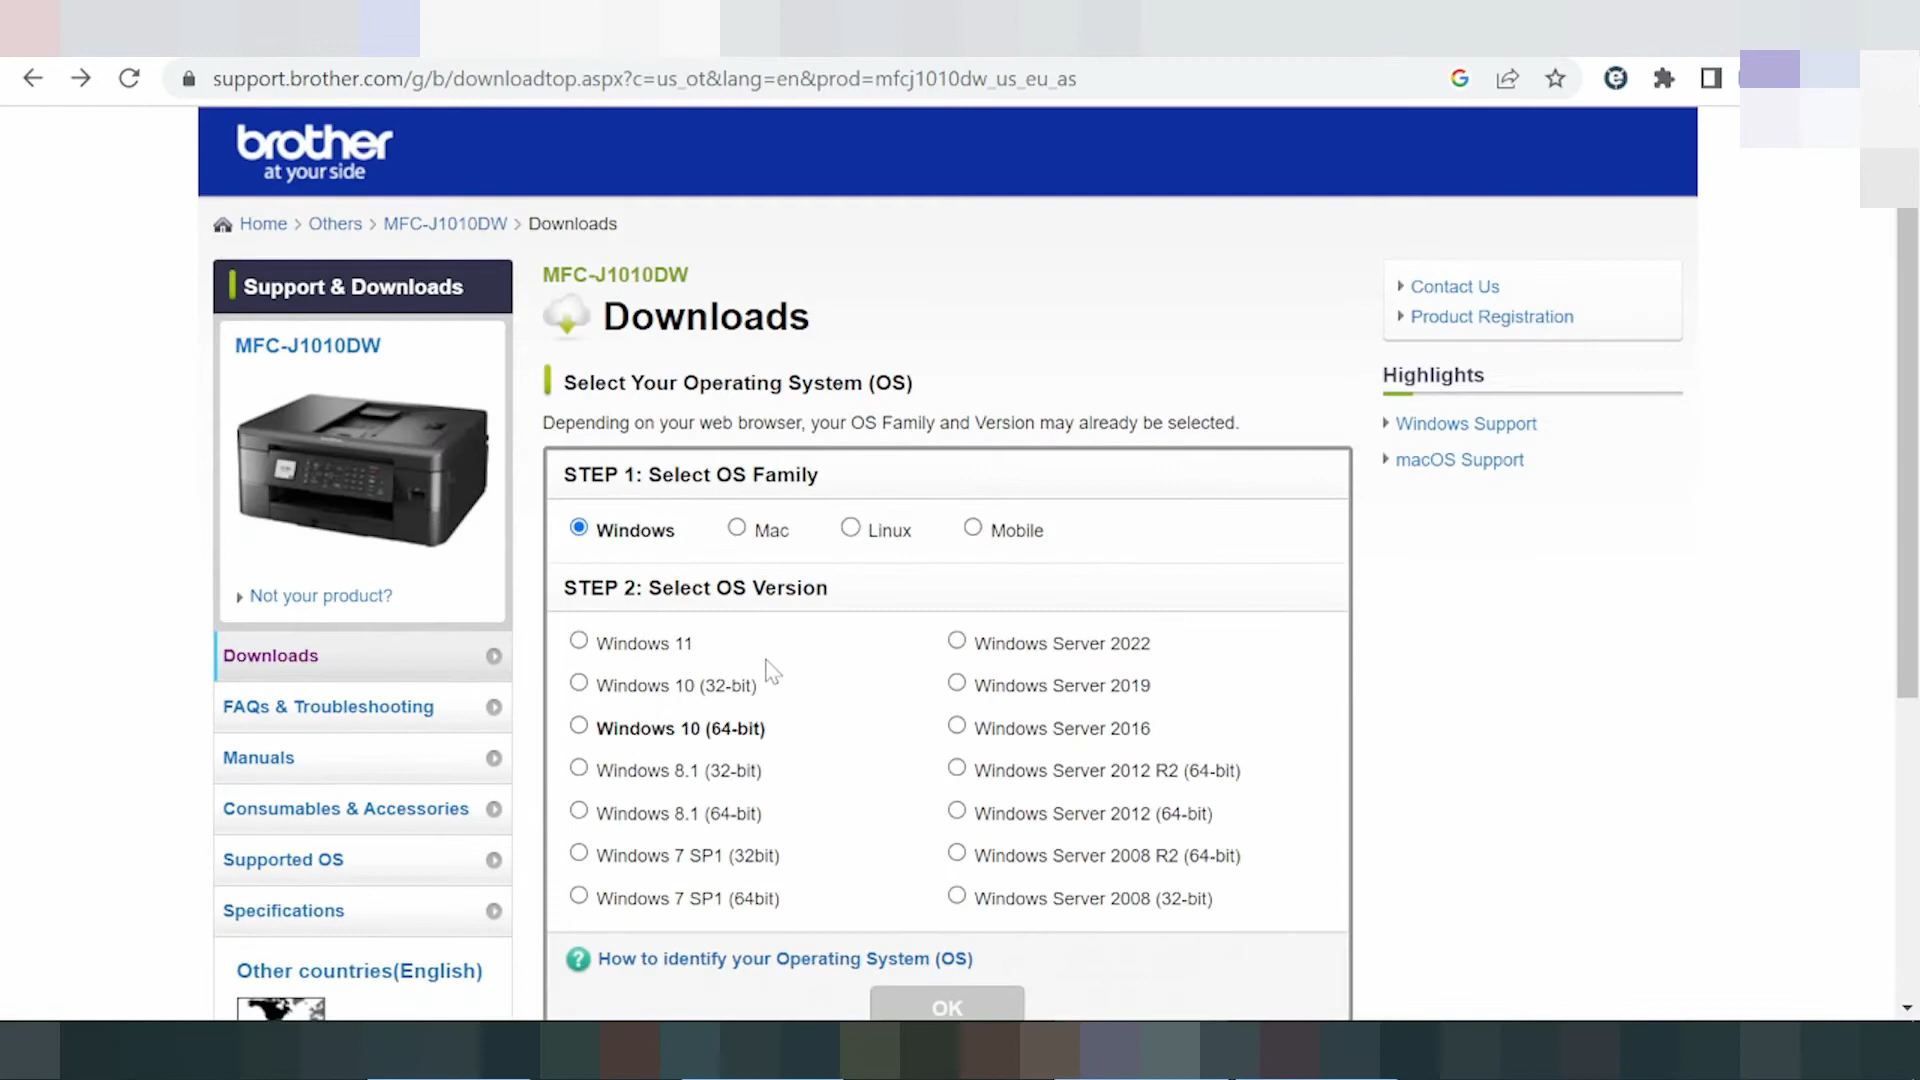 support.brother.com/g/b/downloadtop.aspx?c=us_ot&lang=en&prod=mfcj1010dw_us_eu_as
brother
at your side
Home > Others > MFC-J1010DW > Downloads
Support & Downloads
MFC-J1010DW
Not your product?
Downloads
FAQs & Troubleshooting
Manuals
Consumables & Accessories
Supported OS
Specifications
Other countries(English)
MFC-J1010DW
Downloads
Select Your Operating System (OS)
Depending on your web browser, your OS Family and Version may already be selected.
STEP 1: Select OS Family
Windows Mac Linux Mobile
STEP 2: Select OS Version
Windows 11
Windows 10 (32-bit)
Windows 10 (64-bit)
Windows 8.1 (32-bit)
Windows 8.1 (64-bit)
Windows 7 SP1 (32bit)
Windows 7 SP1 (64bit)
Windows Server 2022
Windows Server 2019
Windows Server 2016
Windows Server 2012 R2 (64-bit)
Windows Server 2012 (64-bit)
Windows Server 2008 R2 (64-bit)
Windows Server 2008 (32-bit)
? How to identify your Operating System (OS)
OK
Contact Us
Product Registration
Highlights
Windows Support
macOS Support